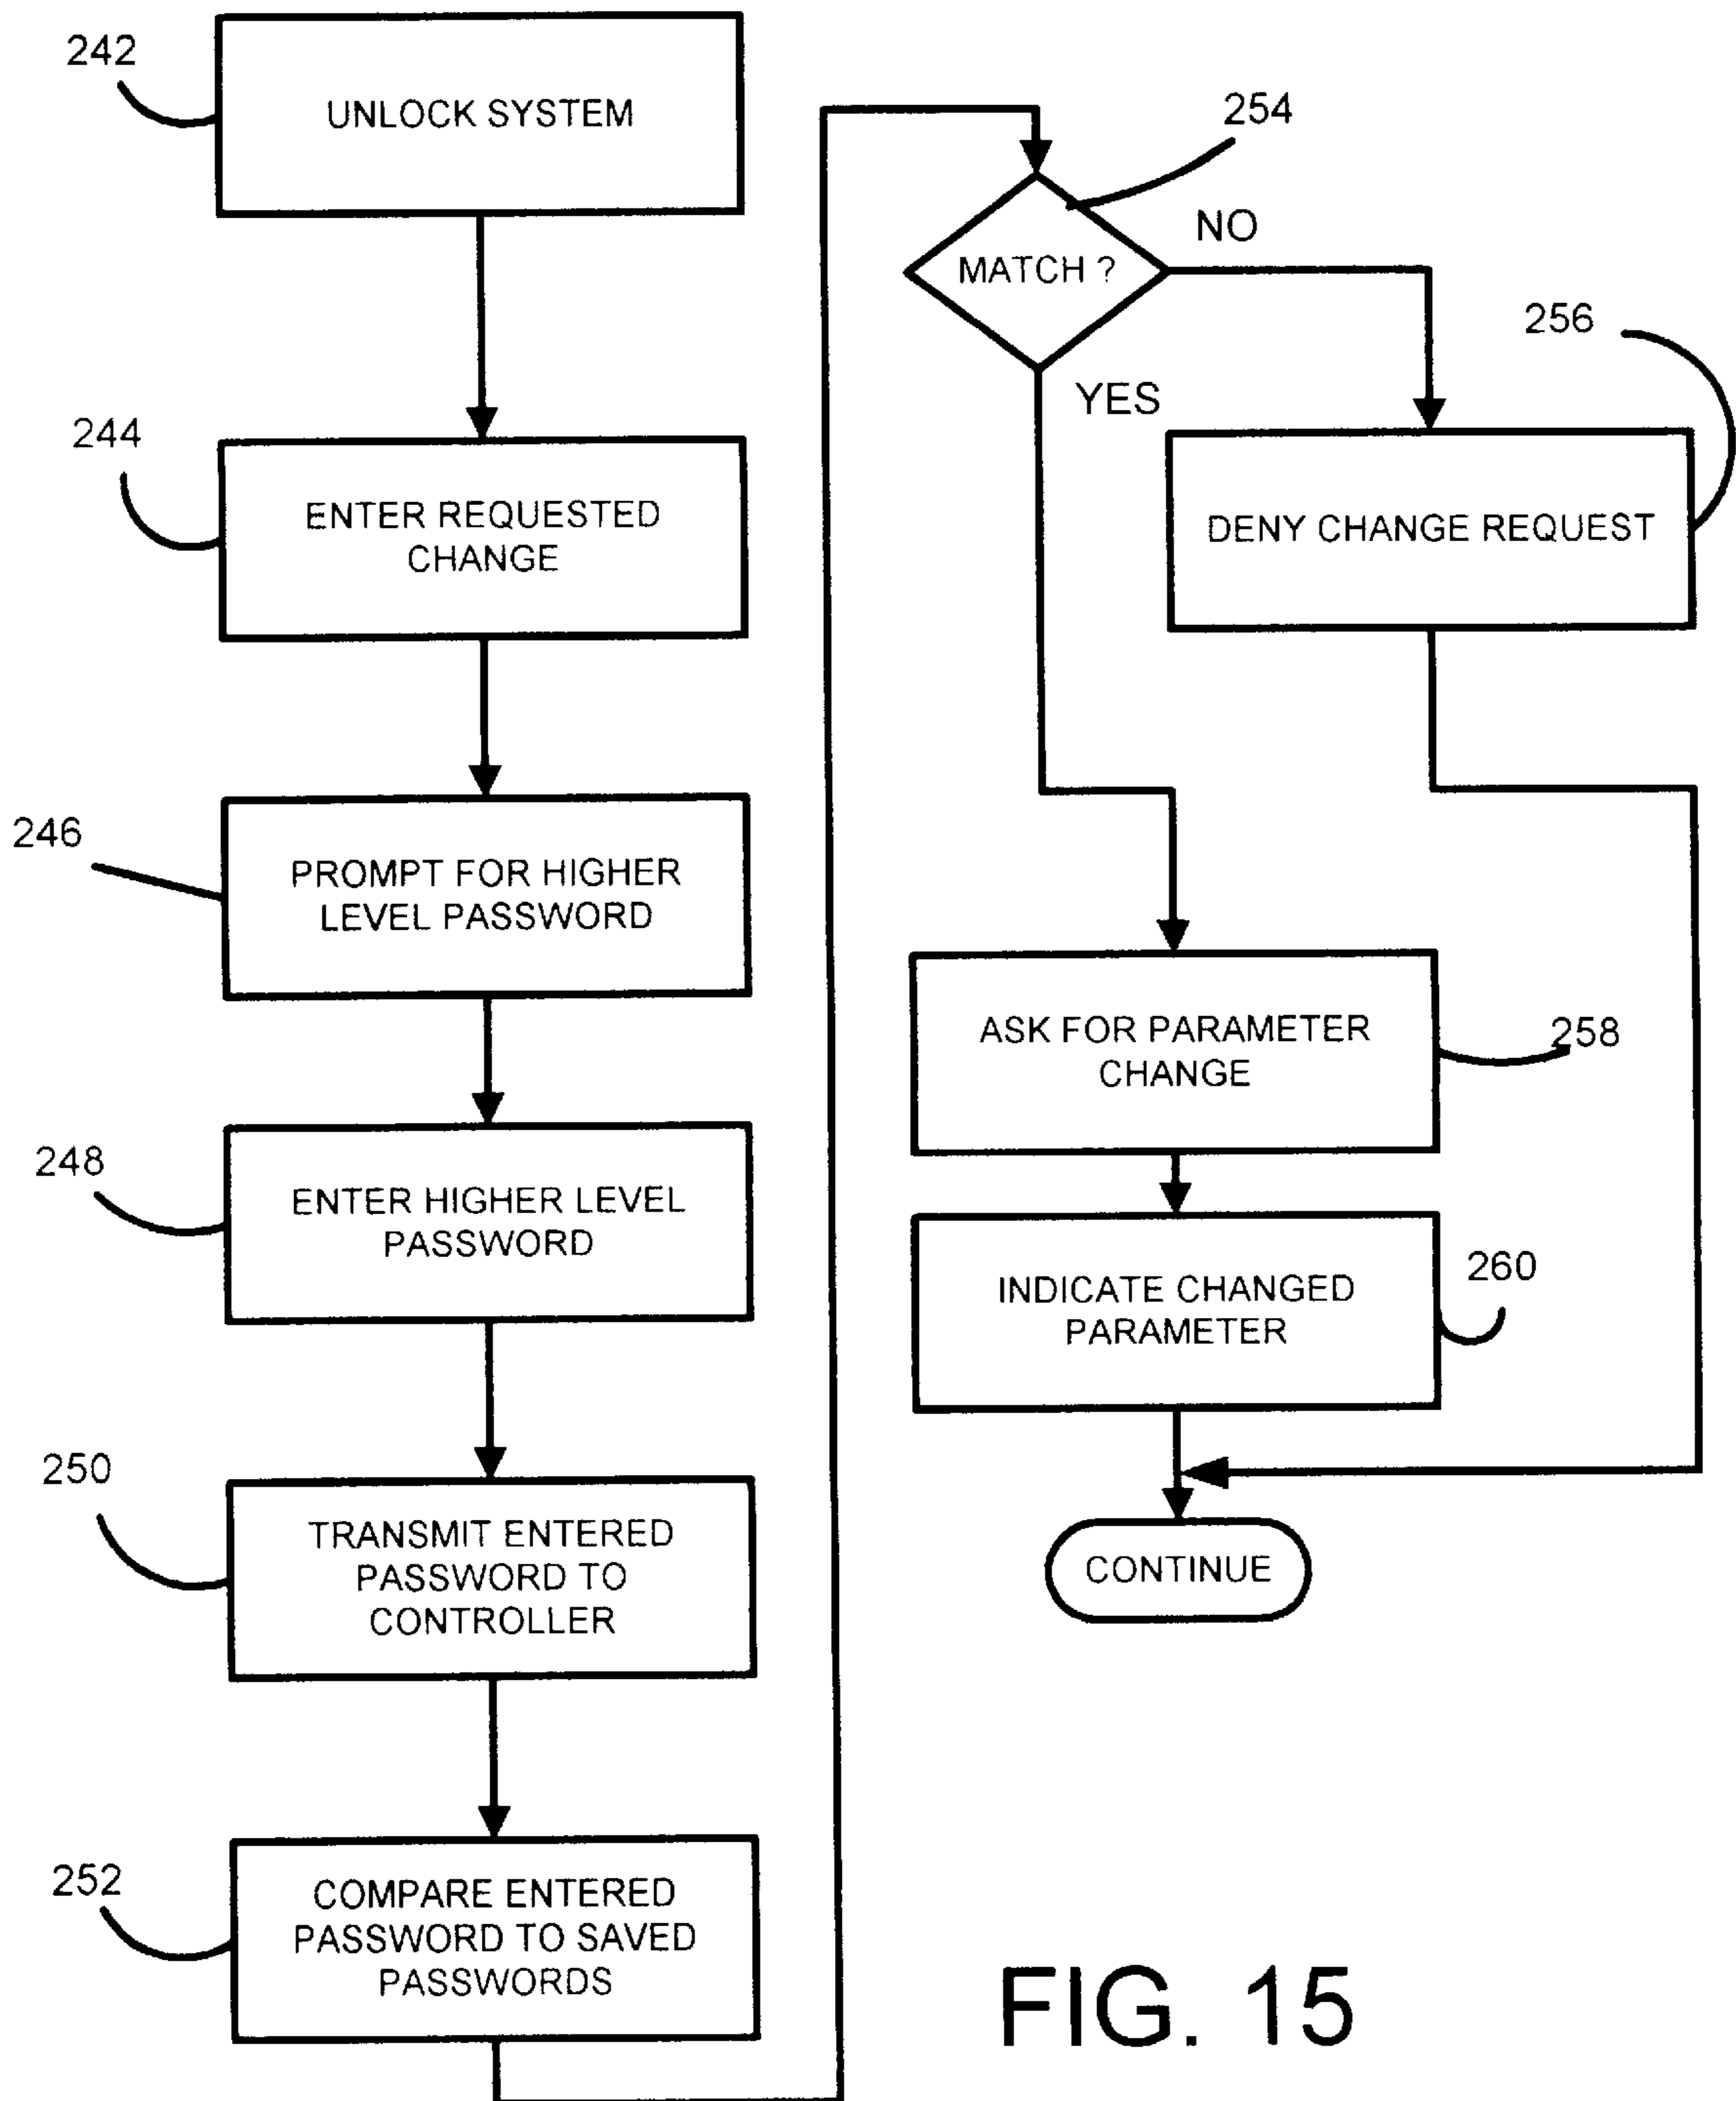 242
UNLOCK SYSTEM
244
ENTER REQUESTED
CHANGE
246
PROMPT FOR HIGHER
LEVEL PASSWORD
248
ENTER HIGHER LEVEL
PASSWORD
250
TRANSMIT ENTERED
PASSWORD TO
CONTROLLER
252
COMPARE ENTERED
PASSWORD TO SAVED
PASSWORDS
254
MATCH ?
NO
YES
256
DENY CHANGE REQUEST
ASK FOR PARAMETER
CHANGE
258
INDICATE CHANGED
PARAMETER
260
CONTINUE
FIG. 15